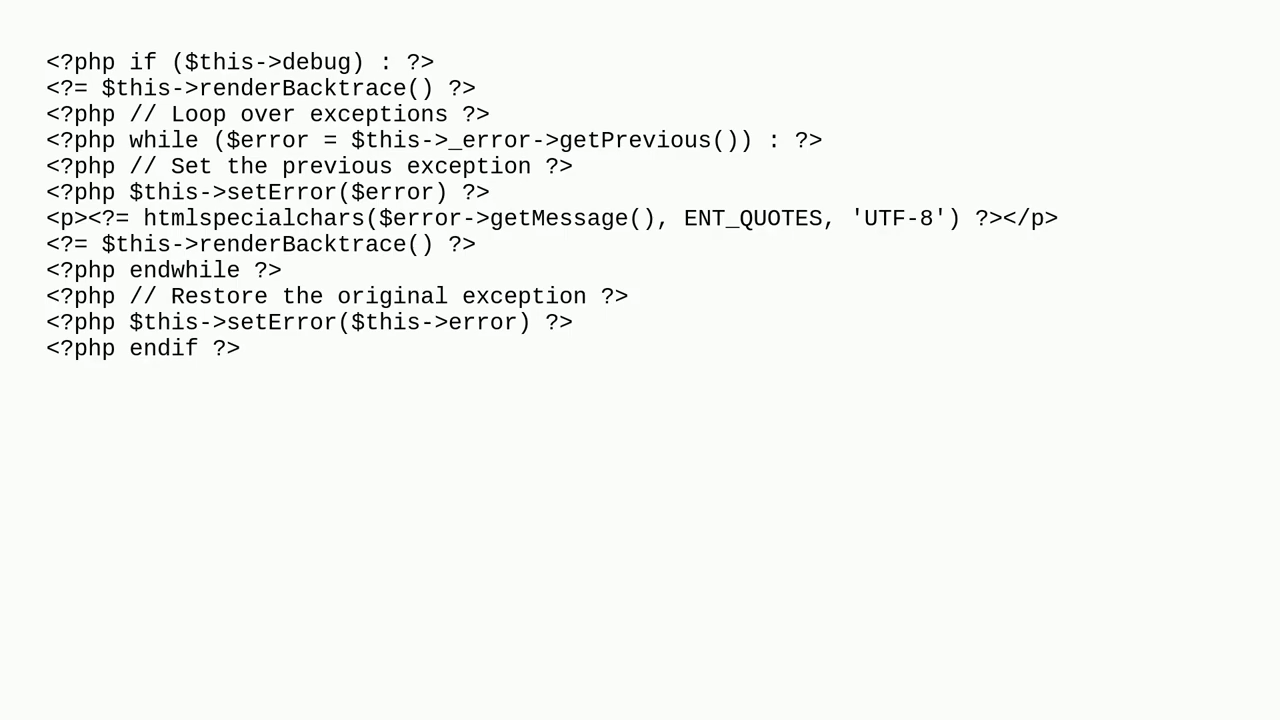 <?php if ($this->debug) : ?>
<?= $this->renderBacktrace() ?>
<?php // Loop over exceptions ?>
<?php while ($error = $this->_error->getPrevious()) : ?>
<?php // Set the previous exception ?>
<?php $this->setError($error) ?>
<p><?= htmlspecialchars($error->getMessage(), ENT_QUOTES, 'UTF-8') ?></p>
<?= $this->renderBacktrace() ?>
<?php endwhile ?>
<?php // Restore the original exception ?>
<?php $this->setError($this->error) ?>
<?php endif ?>